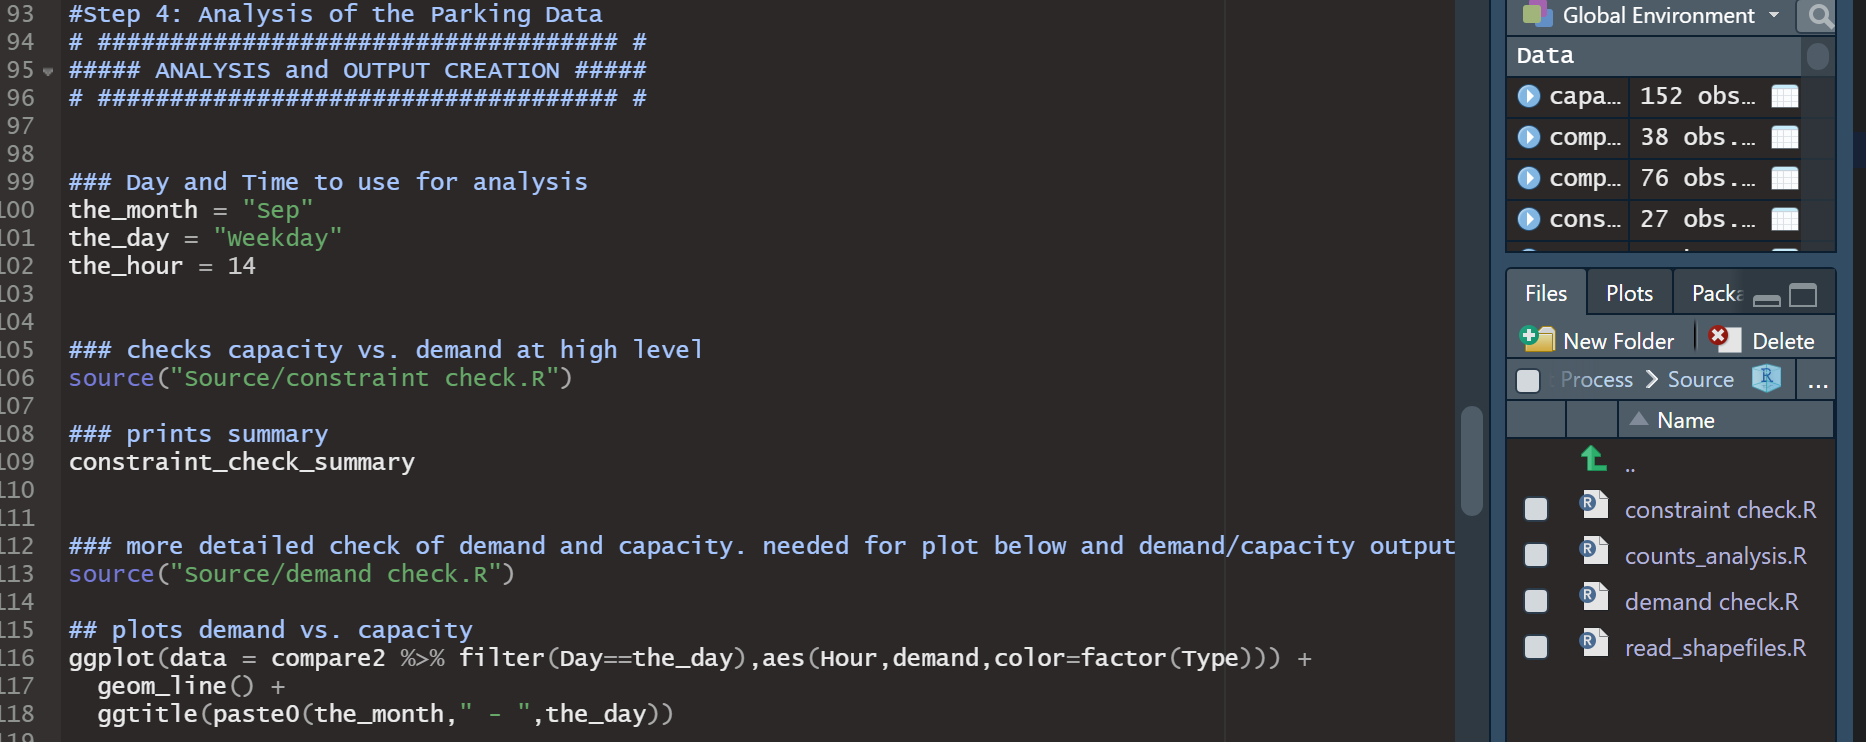 93 #Step 4: Analysis of the Parking Data
94 # #################################### #
95 ##### ANALYSIS and OUTPUT CREATION #####
96 # #################################### #
97
98
99 ### Day and Time to use for analysis
100 the_month = "Sep"
101 the_day = "Weekday"
102 the_hour = 14
103
104
105 ### checks capacity vs. demand at high level
106 source("Source/constraint check.R")
107
108 ### prints summary
109 constraint_check_summary
110
111
112 ### more detailed check of demand and capacity. needed for plot below and demand/capacity output
113 source("Source/demand check.R")
114
115 ## plots demand vs. capacity
116 ggplot(data = compare2 %>% filter(Day==the_day),aes(Hour,demand,color=factor(Type))) +
117 geom_line() +
118 ggtitle(paste0(the_month," - ",the_day))
119
Global Environment
Data
capa… 152 obs…
comp… 38 obs.…
comp… 76 obs.…
cons… 27 obs.…
Files Plots Packa
New Folder Delete
Process > Source R ...
Name
..
constraint check.R
counts_analysis.R
demand check.R
read_shapefiles.R